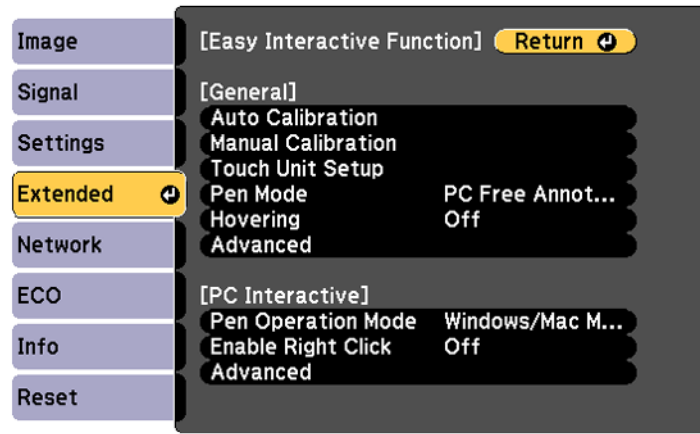 Image
Signal
Settings
Extended
Network
ECO
Info
Reset
[Easy Interactive Function] Return
[General]
Auto Calibration
Manual Calibration
Touch Unit Setup
Pen Mode PC Free Annot...
Hovering Off
Advanced
[PC Interactive]
Pen Operation Mode Windows/Mac M...
Enable Right Click Off
Advanced